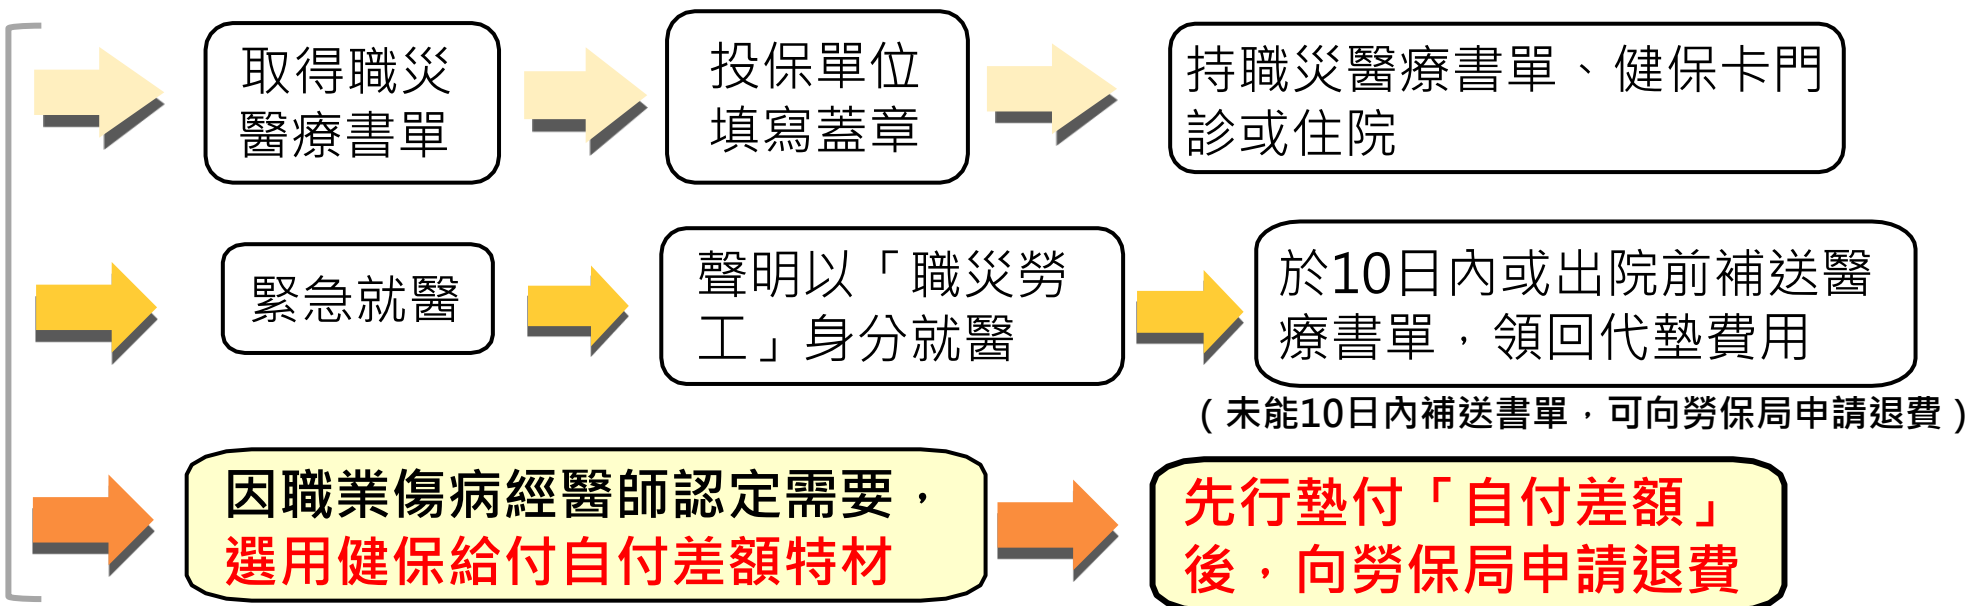 取得職災
醫療書單
投保單位
填寫蓋章
持職災醫療書單、健保卡門
診或住院
緊急就醫
聲明以「職災勞
工」身分就醫
於10日內或出院前補送醫
療書單，領回代墊費用
（未能10日內補送書單，可向勞保局申請退費）
因職業傷病經醫師認定需要，
選用健保給付自付差額特材
先行墊付「自付差額」
後，向勞保局申請退費